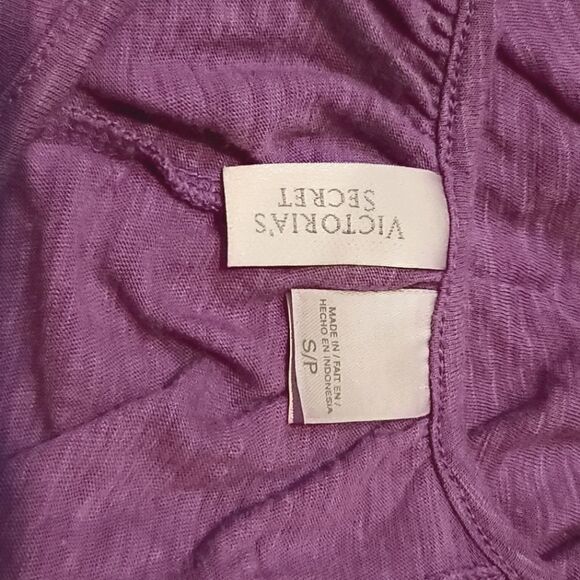 VICTORIA'S
SECRET
MADE IN / FAIT EN /
HECHO EN INDONESIA
S/P